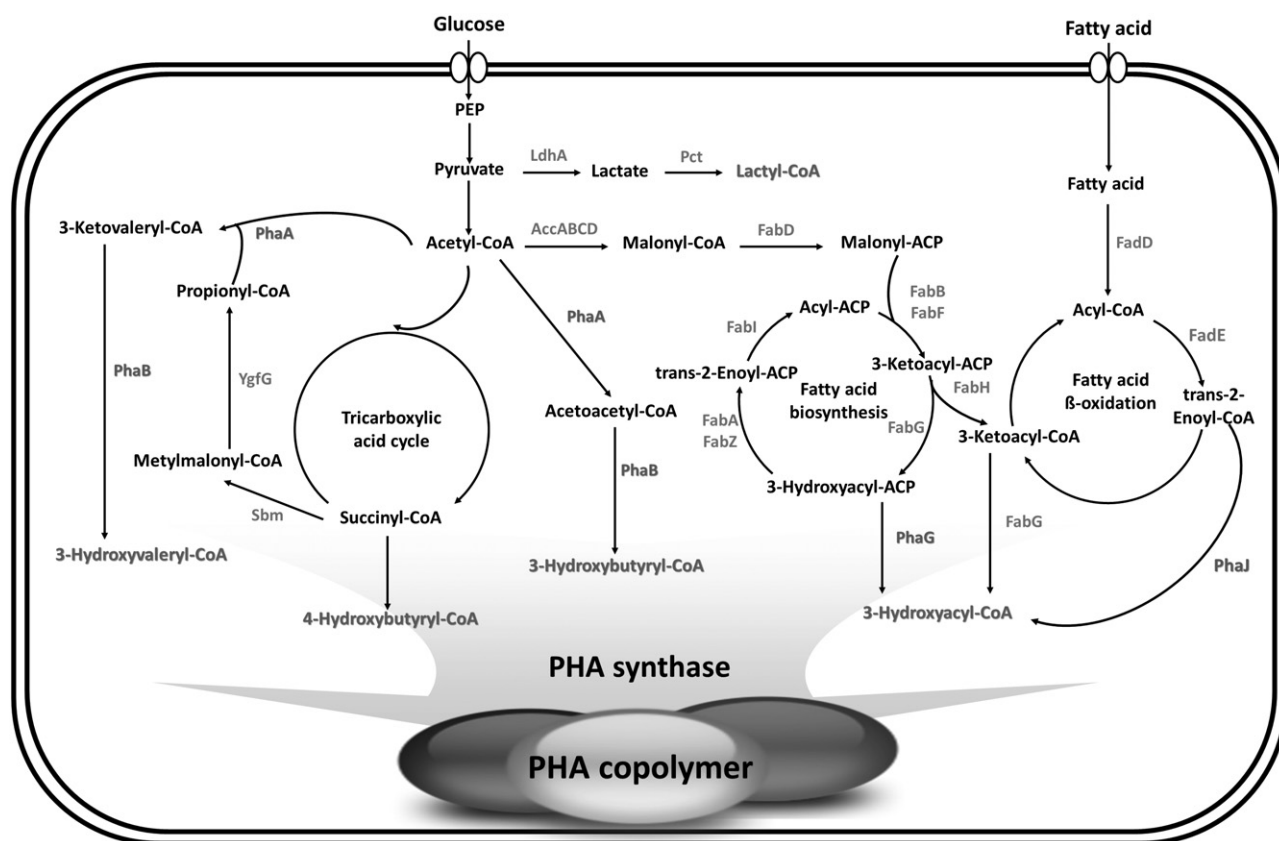 Glucose
Fatty acid
PEP
Pyruvate
LdhA
Lactate
Pct
Lactyl-CoA
Fatty acid
3-Ketovaleryl-CoA
PhaA
Acetyl-CoA
AccABCD
Malonyl-CoA
FabD
Malonyl-ACP
FadD
Propionyl-CoA
PhaA
Acyl-ACP
FabB
FabF
Acyl-CoA
FabI
FadE
PhaB
YgfG
trans-2-Enoyl-ACP
3-Ketoacyl-ACP
FabH
Fatty acid
biosynthesis
Fatty acid
ß-oxidation
trans-2-
Enoyl-CoA
Tricarboxylic
acid cycle
Acetoacetyl-CoA
FabA
FabZ
FabG
3-Ketoacyl-CoA
Metylmalonyl-CoA
PhaB
3-Hydroxyacyl-ACP
Sbm
Succinyl-CoA
PhaG
FabG
PhaJ
3-Hydroxyvaleryl-CoA
3-Hydroxybutyryl-CoA
4-Hydroxybutyryl-CoA
3-Hydroxyacyl-CoA
PHA synthase
PHA copolymer